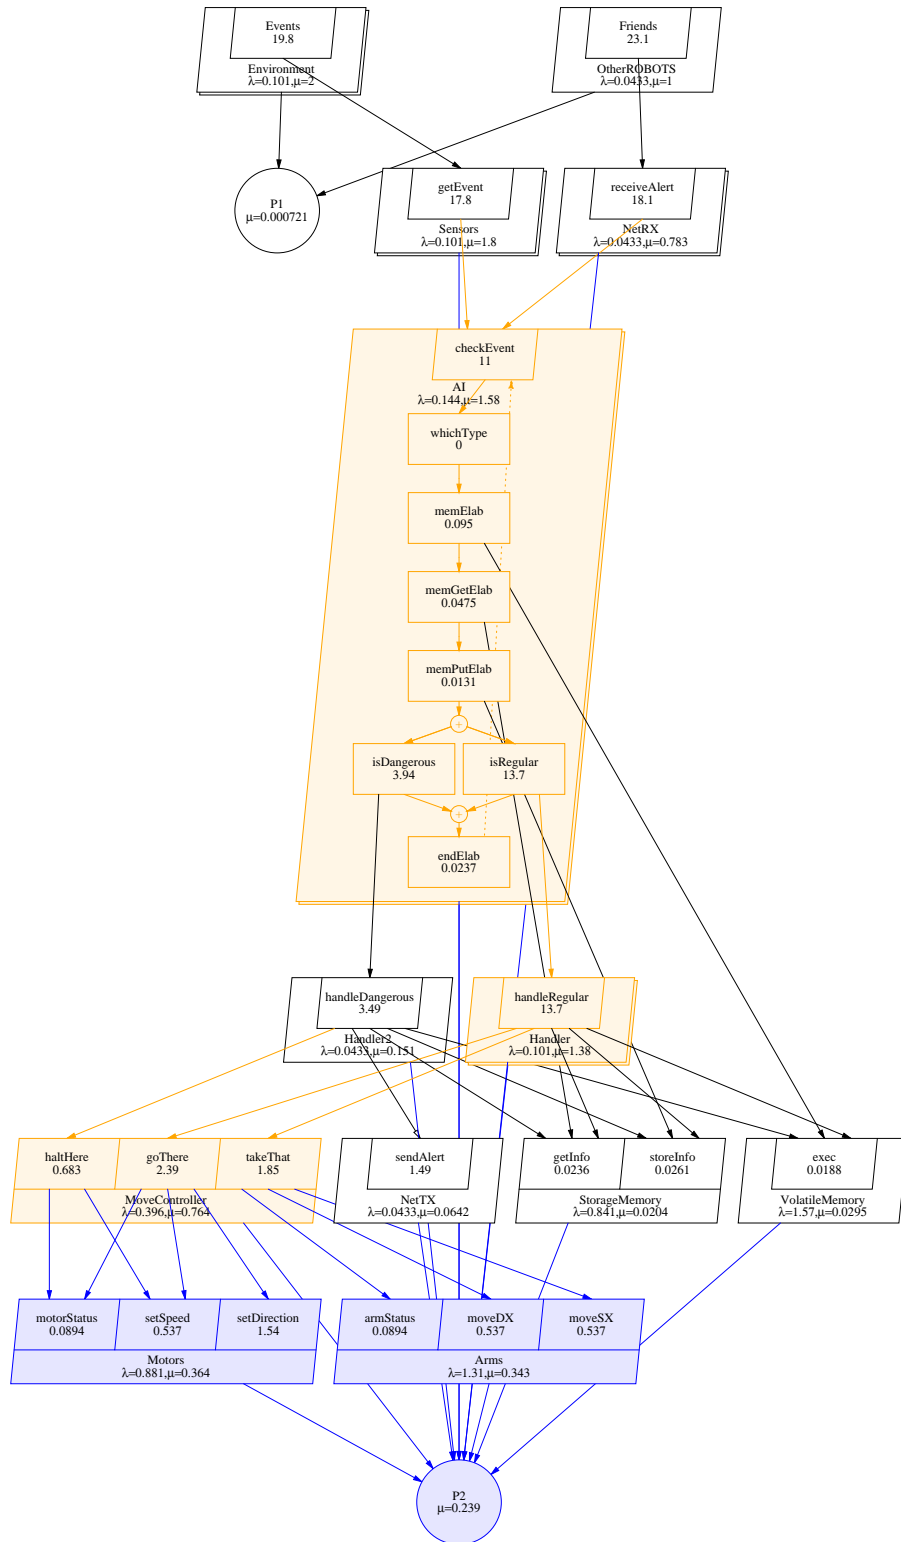 Events
19.8
Environment
λ=0.101,μ=2
Friends
23.1
OtherROBOTS
λ=0.0433,μ=1
P1
μ=0.000721
getEvent
17.8
Sensors
λ=0.101,μ=1.8
receiveAlert
18.1
NetRX
λ=0.0433,μ=0.783
checkEvent
11
AI
λ=0.144,μ=1.58
whichType
0
memElab
0.095
memGetElab
0.0475
memPutElab
0.0131
+
isDangerous
3.94
isRegular
13.7
+
endElab
0.0237
handleDangerous
3.49
Handler2
λ=0.0433,μ=0.151
handleRegular
13.7
Handler
λ=0.101,μ=1.38
haltHere
0.683
goThere
2.39
takeThat
1.85
MoveController
λ=0.396,μ=0.764
sendAlert
1.49
NetTX
λ=0.0433,μ=0.0642
getInfo
0.0236
storeInfo
0.0261
StorageMemory
λ=0.841,μ=0.0204
exec
0.0188
VolatileMemory
λ=1.57,μ=0.0295
motorStatus
0.0894
setSpeed
0.537
setDirection
1.54
Motors
λ=0.881,μ=0.364
armStatus
0.0894
moveDX
0.537
moveSX
0.537
Arms
λ=1.31,μ=0.343
P2
μ=0.239